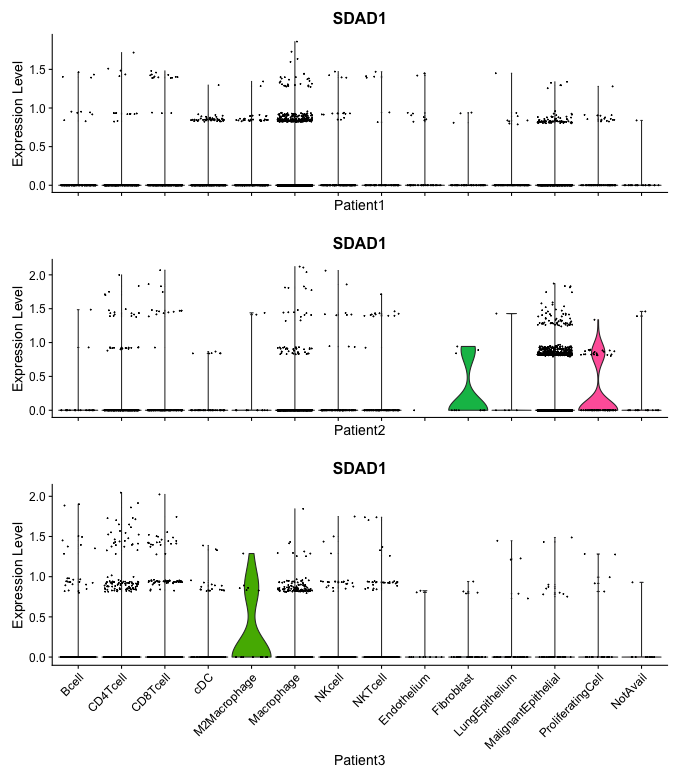 SDAD1
Expression Level
1.5
1.0
0.5
0.0
Patient1
SDAD1
Expression Level
2.0
1.5
1.0
0.5
0.0
Patient2
SDAD1
Expression Level
2.0
1.5
1.0
0.5
0.0
Bcell
CD4Tcell
CD8Tcell
cDC
M2Macrophage
Macrophage
NKcell
NKTcell
Endothelium
Fibroblast
LungEpithelium
MalignantEpithelial
ProliferatingCell
NotAvail
Patient3